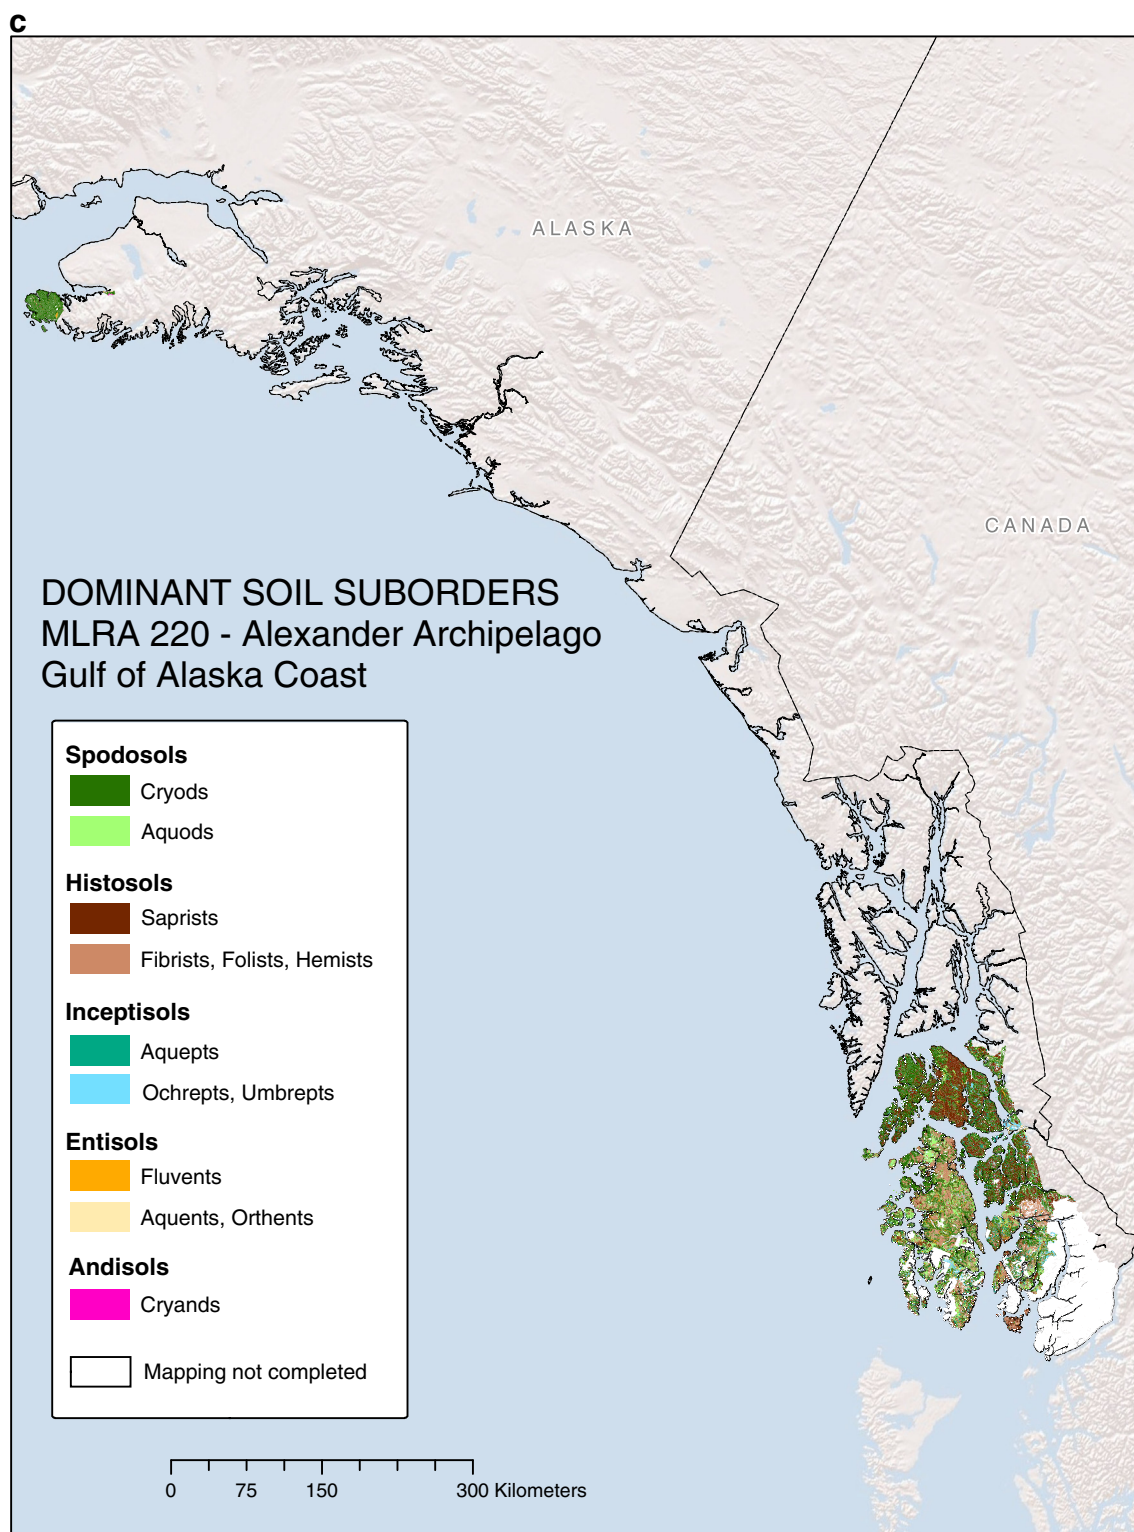 c
ALASKA
CANADA
DOMINANT SOIL SUBORDERS
MLRA 220 - Alexander Archipelago
Gulf of Alaska Coast
Spodosols
Cryods
Aquods
Histosols
Saprists
Fibrists, Folists, Hemists
Inceptisols
Aquepts
Ochrepts, Umbrepts
Entisols
Fluvents
Aquents, Orthents
Andisols
Cryands
Mapping not completed
0 75 150 300 Kilometers